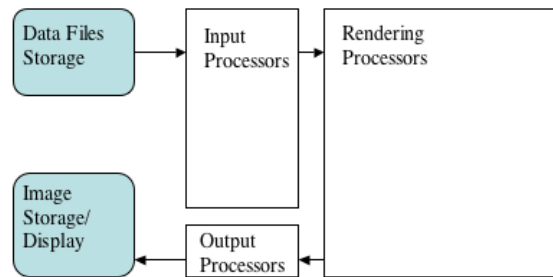 Data Files
Storage
Input
Processors
Rendering
Processors
Image
Storage/
Display
Output
Processors